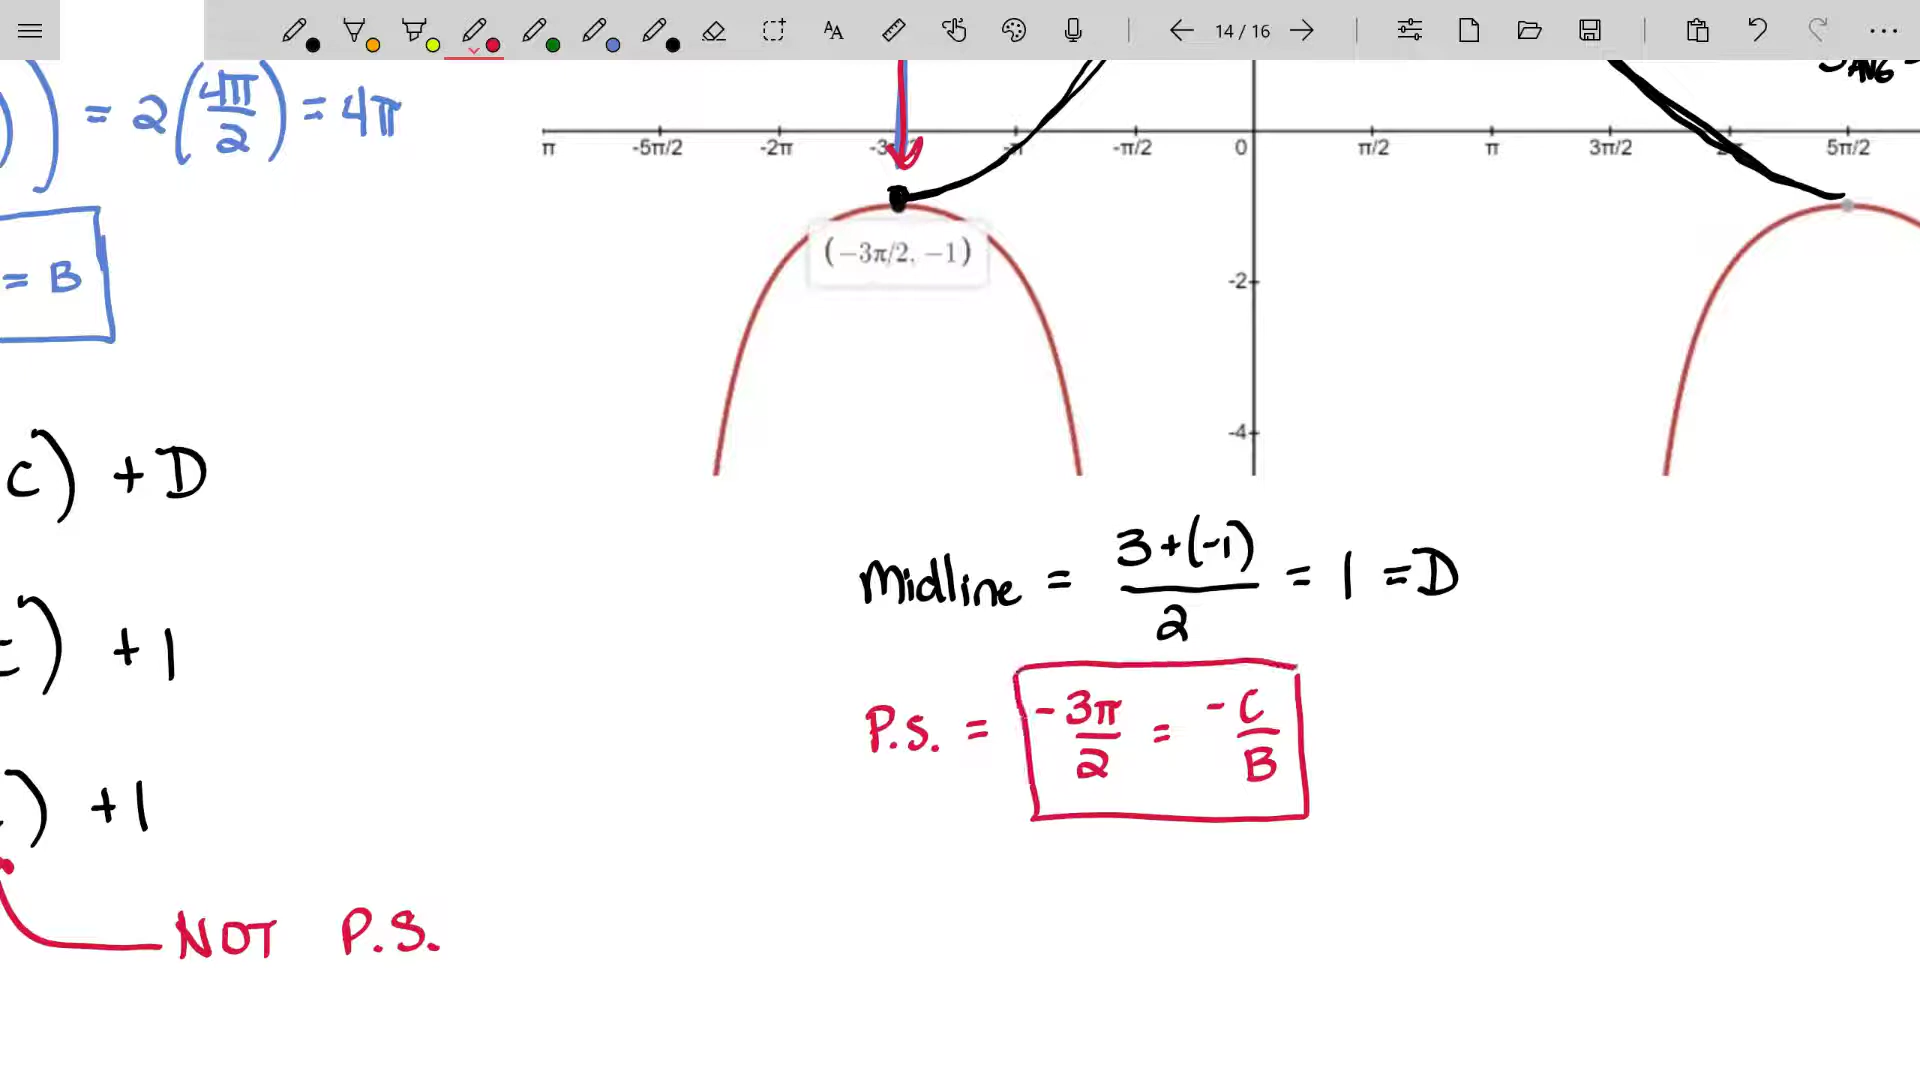 14 / 16
) ) = 2 ( 4π/2 ) = 4π
= B
π -5π/2 -2π -π -π/2 0 π/2 π 3π/2 5π/2
(−3π/2, −1)
-2
-4
C) + D
) + 1
) + 1
NOT P.S.
Midline = 3+(-1)/2 = 1 = D
P.S. = -3π/2 = -C/B
AVG